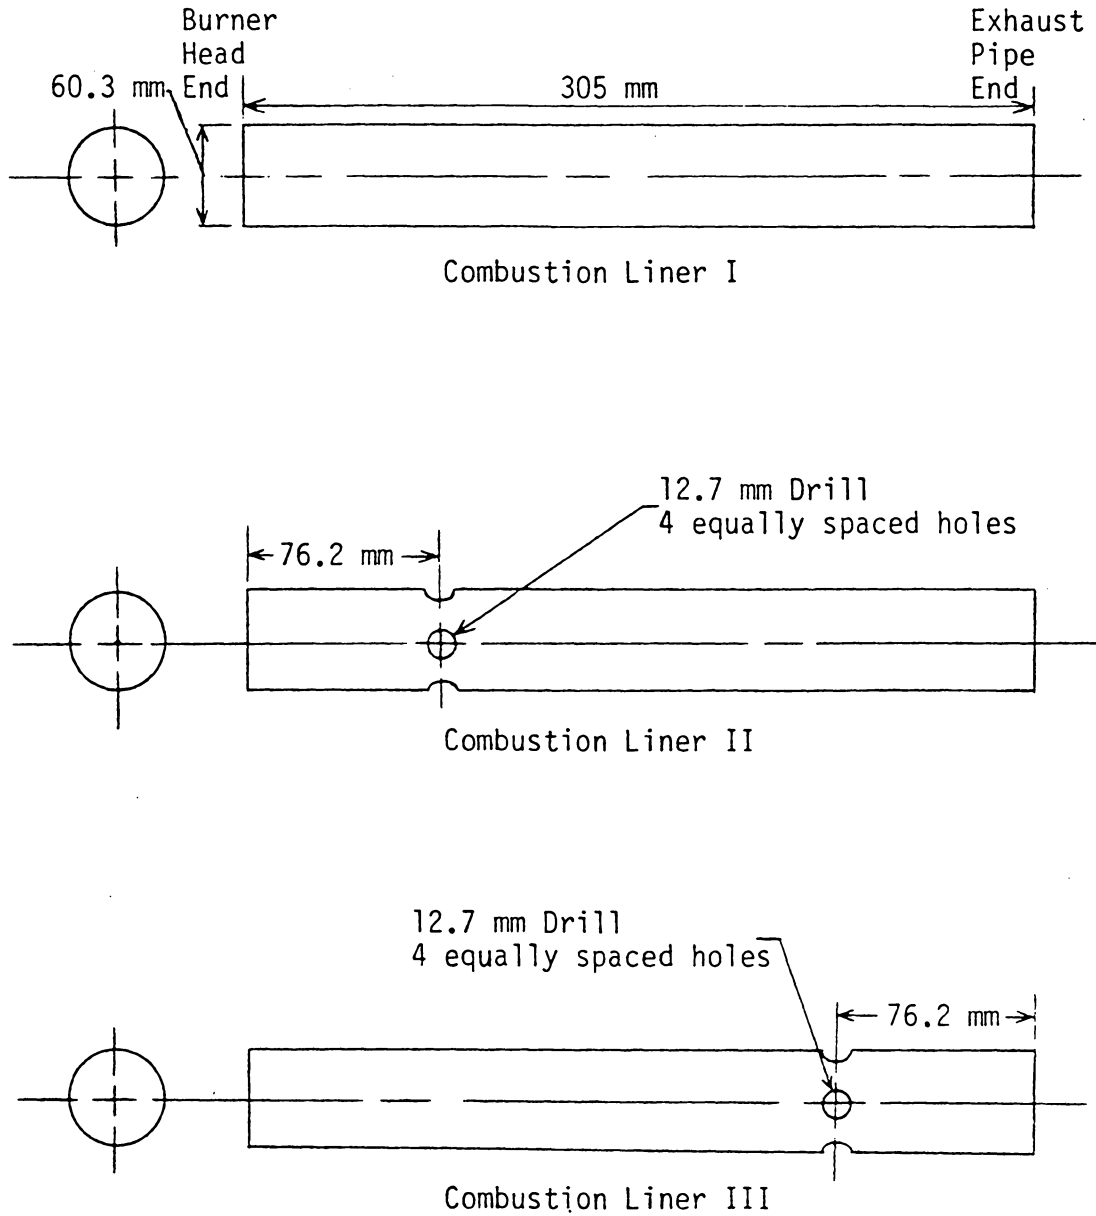 Burner
Head
End
Exhaust
Pipe
End
60.3 mm
305 mm
Combustion Liner I
12.7 mm Drill
4 equally spaced holes
76.2 mm
Combustion Liner II
12.7 mm Drill
4 equally spaced holes
76.2 mm
Combustion Liner III